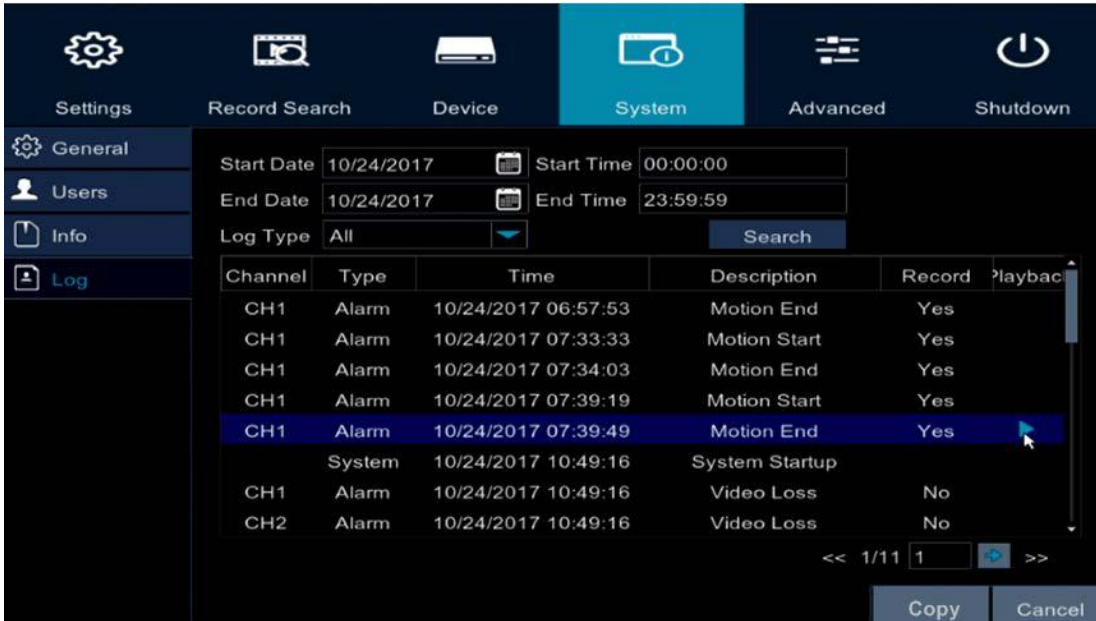 Settings Record Search Device System Advanced Shutdown
General
Users
Info
Log
Start Date 10/24/2017 Start Time 00:00:00
End Date 10/24/2017 End Time 23:59:59
Log Type All Search
Channel Type Time Description Record Playbac
CH1 Alarm 10/24/2017 06:57:53 Motion End Yes
CH1 Alarm 10/24/2017 07:33:33 Motion Start Yes
CH1 Alarm 10/24/2017 07:34:03 Motion End Yes
CH1 Alarm 10/24/2017 07:39:19 Motion Start Yes
CH1 Alarm 10/24/2017 07:39:49 Motion End Yes
System 10/24/2017 10:49:16 System Startup
CH1 Alarm 10/24/2017 10:49:16 Video Loss No
CH2 Alarm 10/24/2017 10:49:16 Video Loss No
<< 1/11 1 >>
Copy Cancel